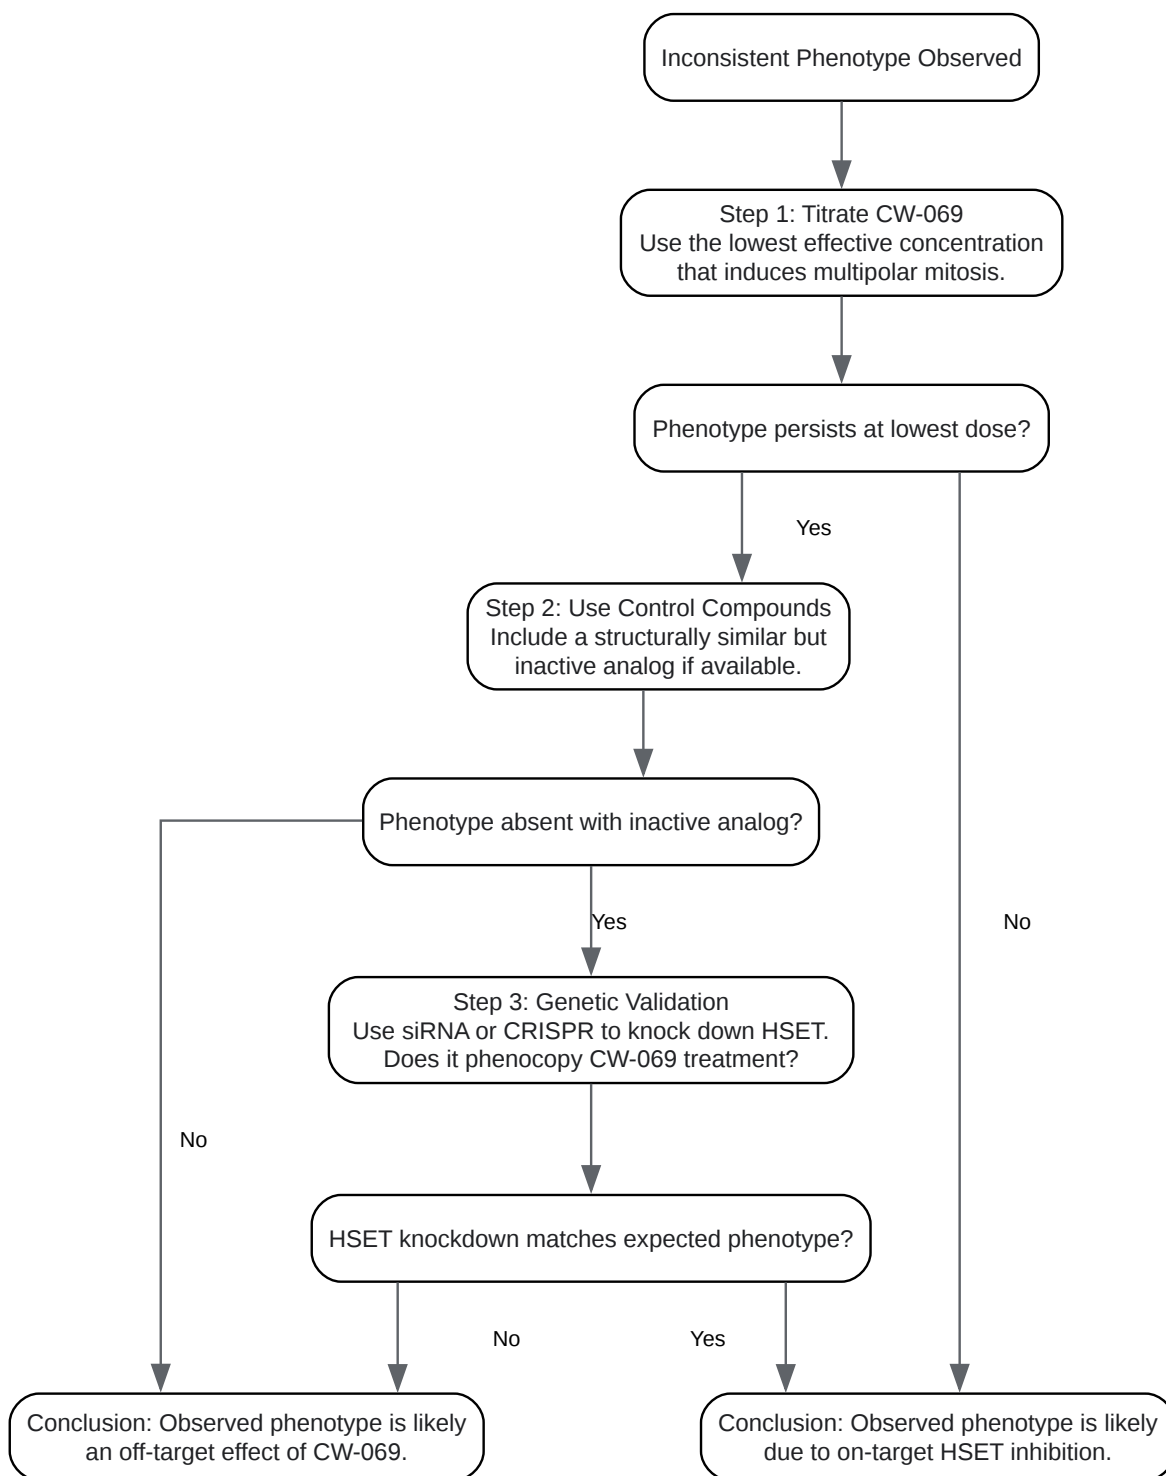 Inconsistent Phenotype Observed
Step 1: Titrate CW-069
Use the lowest effective concentration
that induces multipolar mitosis.
Phenotype persists at lowest dose?
Yes
Step 2: Use Control Compounds
Include a structurally similar but
inactive analog if available.
Phenotype absent with inactive analog?
Yes
No
Step 3: Genetic Validation
Use siRNA or CRISPR to knock down HSET.
Does it phenocopy CW-069 treatment?
No
HSET knockdown matches expected phenotype?
No
Yes
Conclusion: Observed phenotype is likely
an off-target effect of CW-069.
Conclusion: Observed phenotype is likely
due to on-target HSET inhibition.